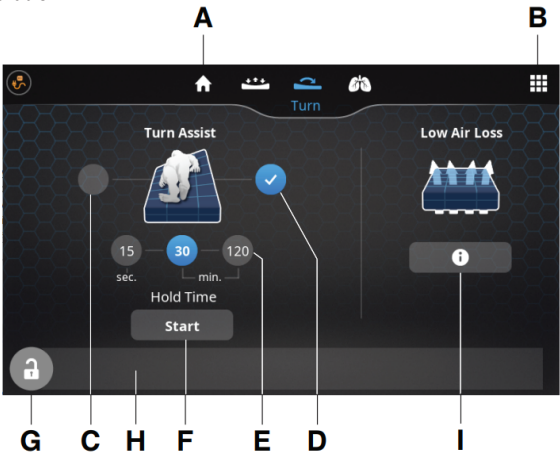 A B
Turn
Turn Assist Low Air Loss
15 30 120
sec. min.
Hold Time
Start
G C H F E D I